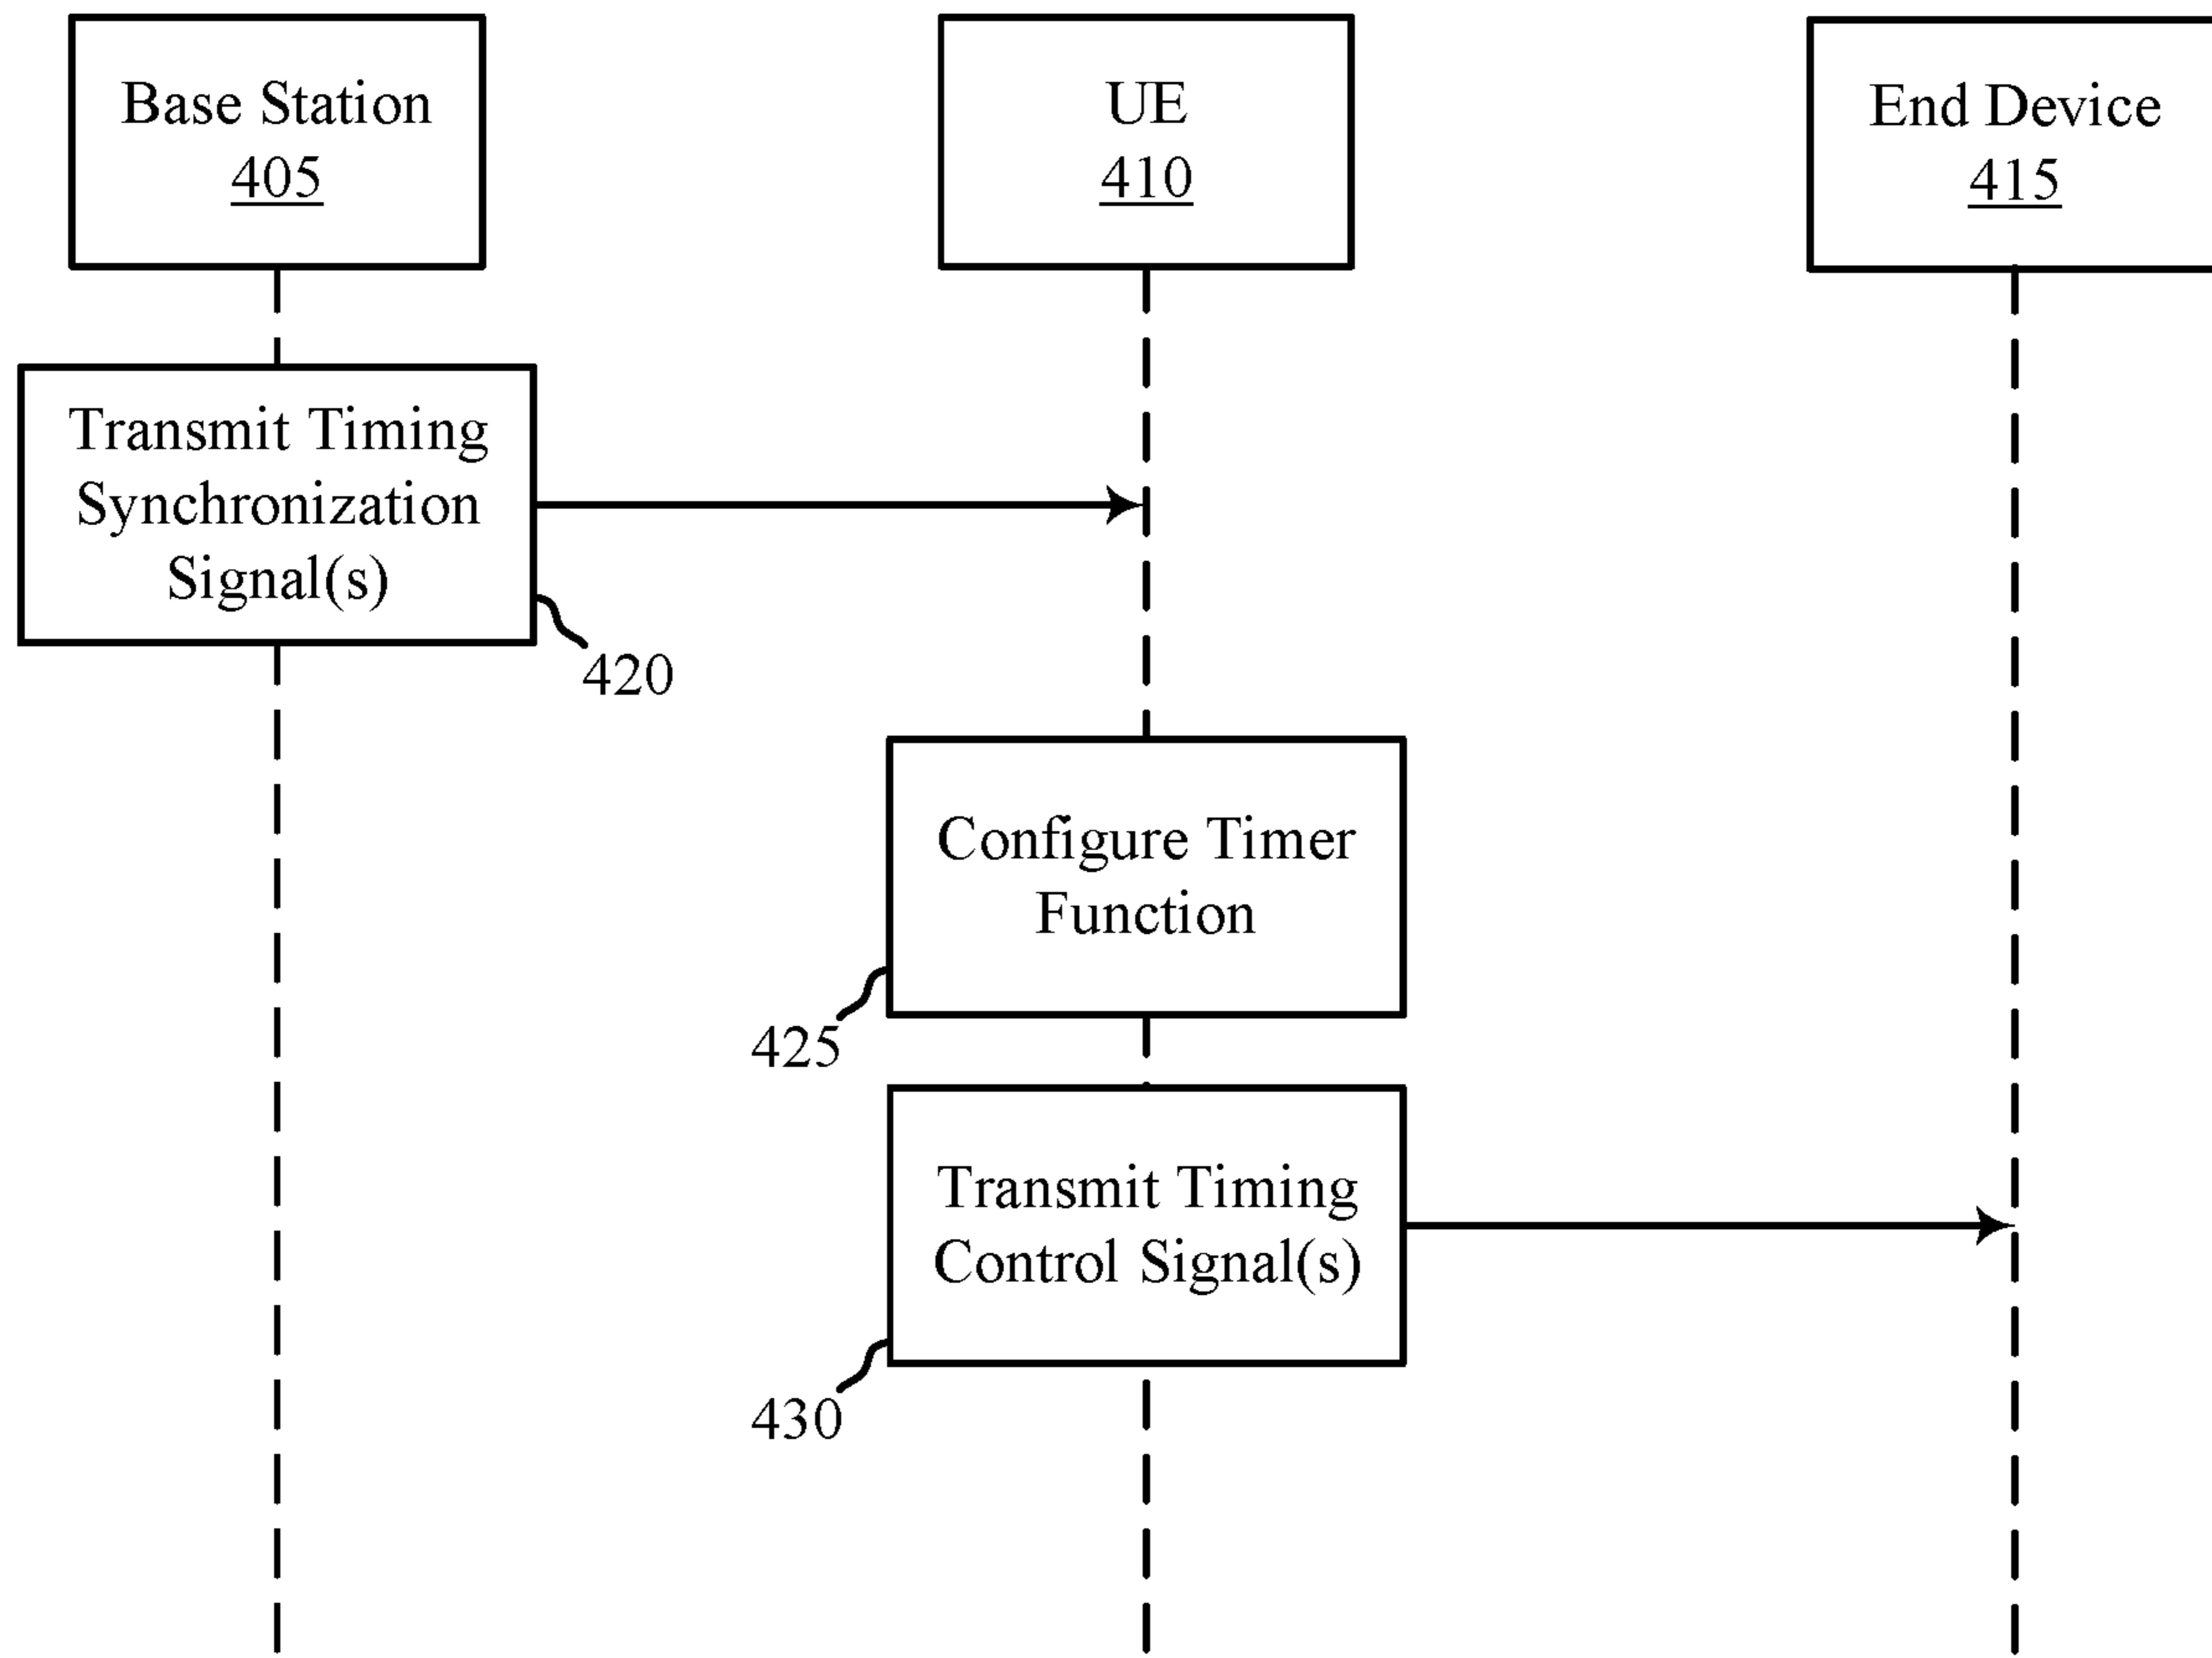 Base Station
405
UE
410
End Device
415
Transmit Timing
Synchronization
Signal(s)
420
Configure Timer
Function
425
Transmit Timing
Control Signal(s)
430